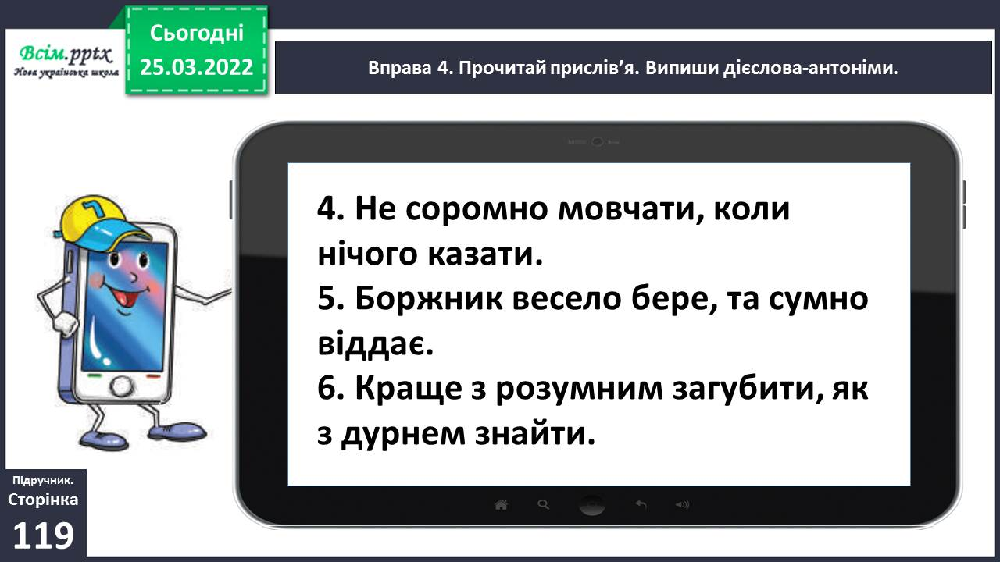 Всім.pptx
Нова українська школа
Сьогодні
25.03.2022
Вправа 4. Прочитай прислів’я. Випиши дієслова-антоніми.
4. Не соромно мовчати, коли
нічого казати.
5. Боржник весело бере, та сумно
віддає.
6. Краще з розумним загубити, як
з дурнем знайти.
Підручник.
Сторінка
119